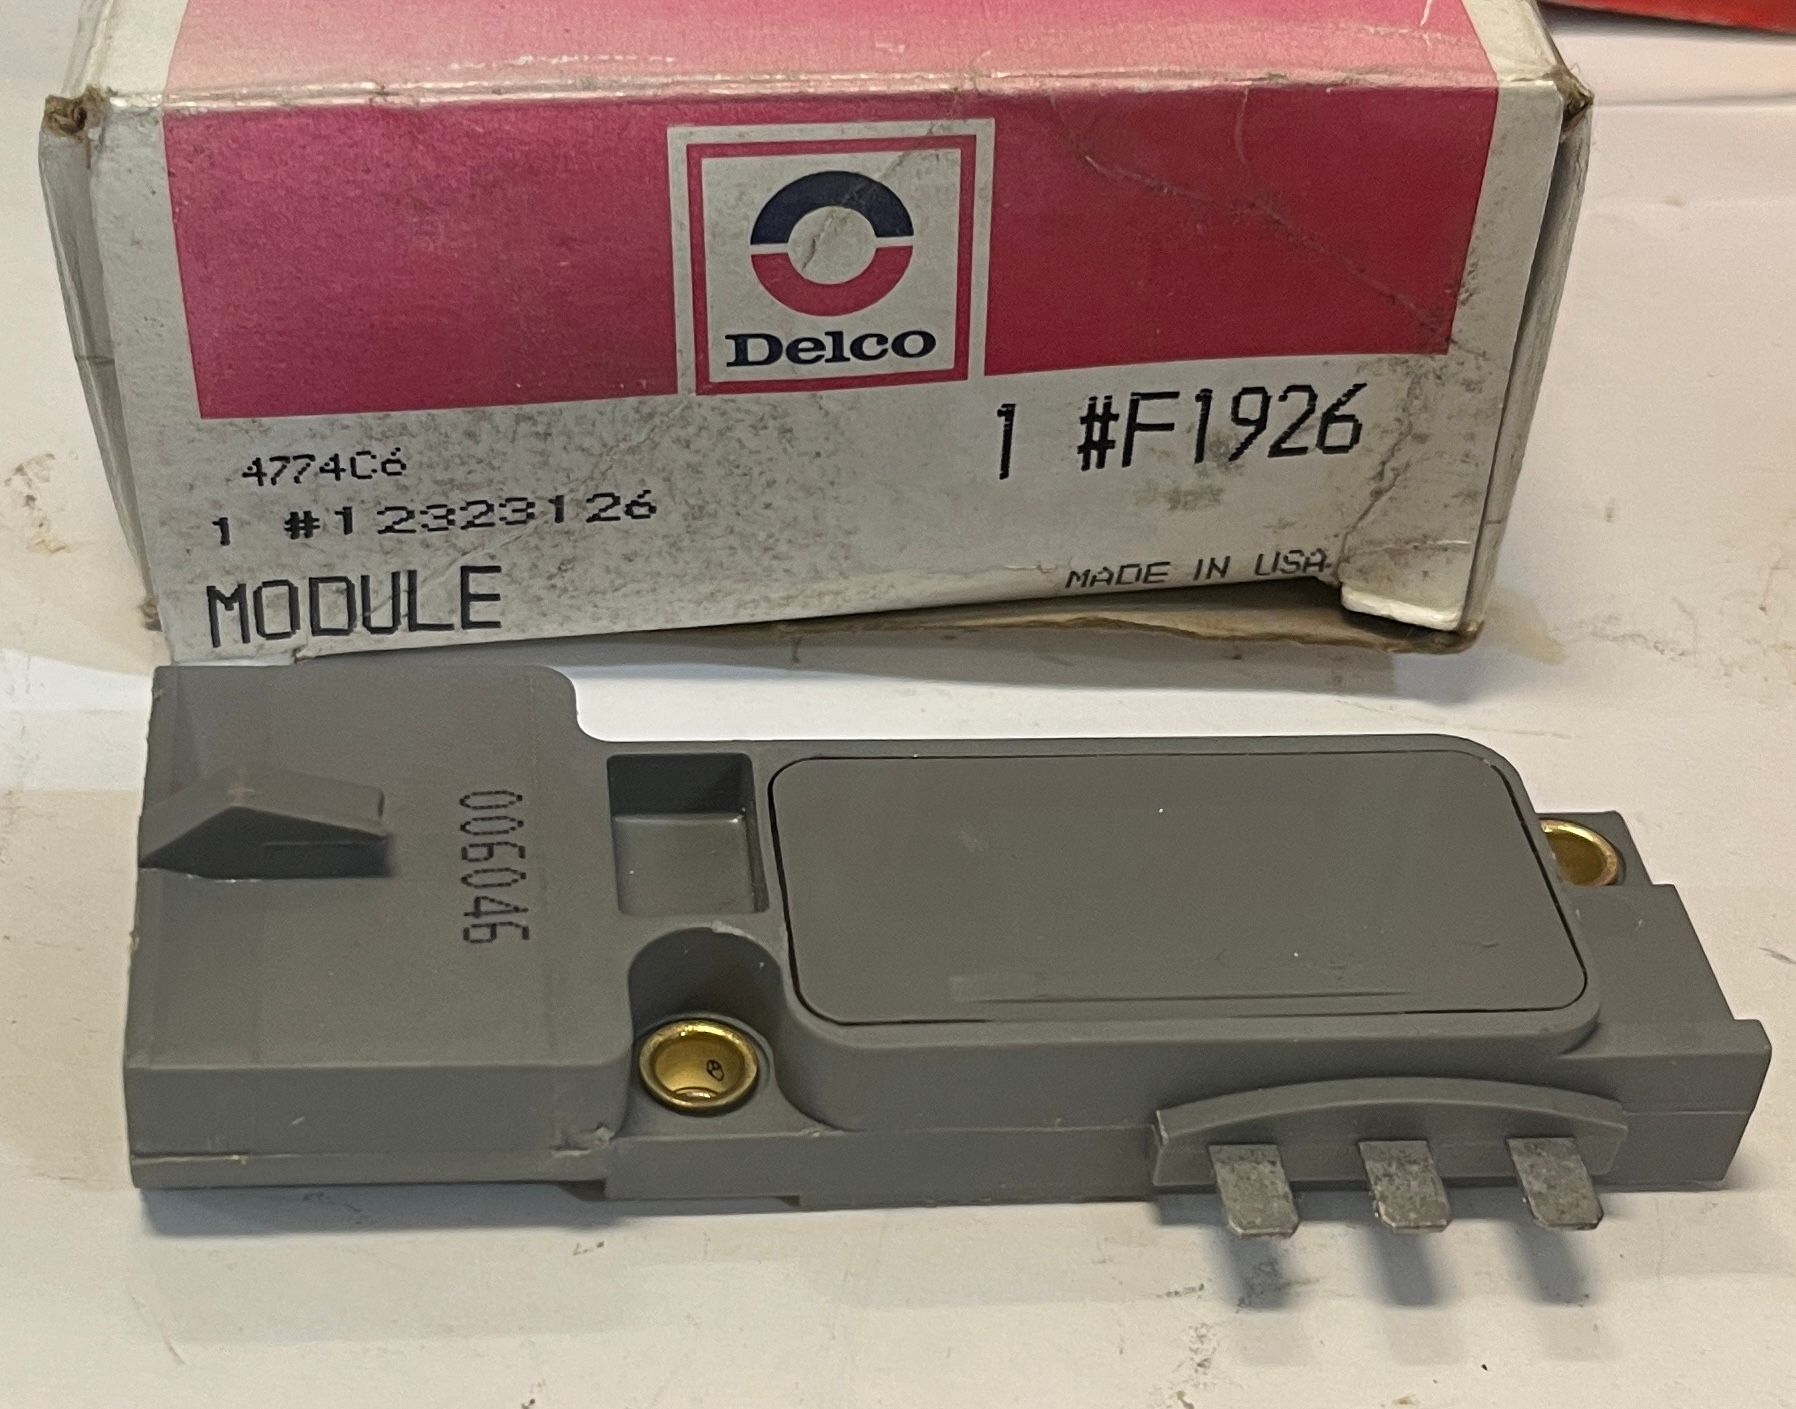 Delco
1 #F1926
4774C6
1 #12323126
MADE IN USA
MODULE
006046